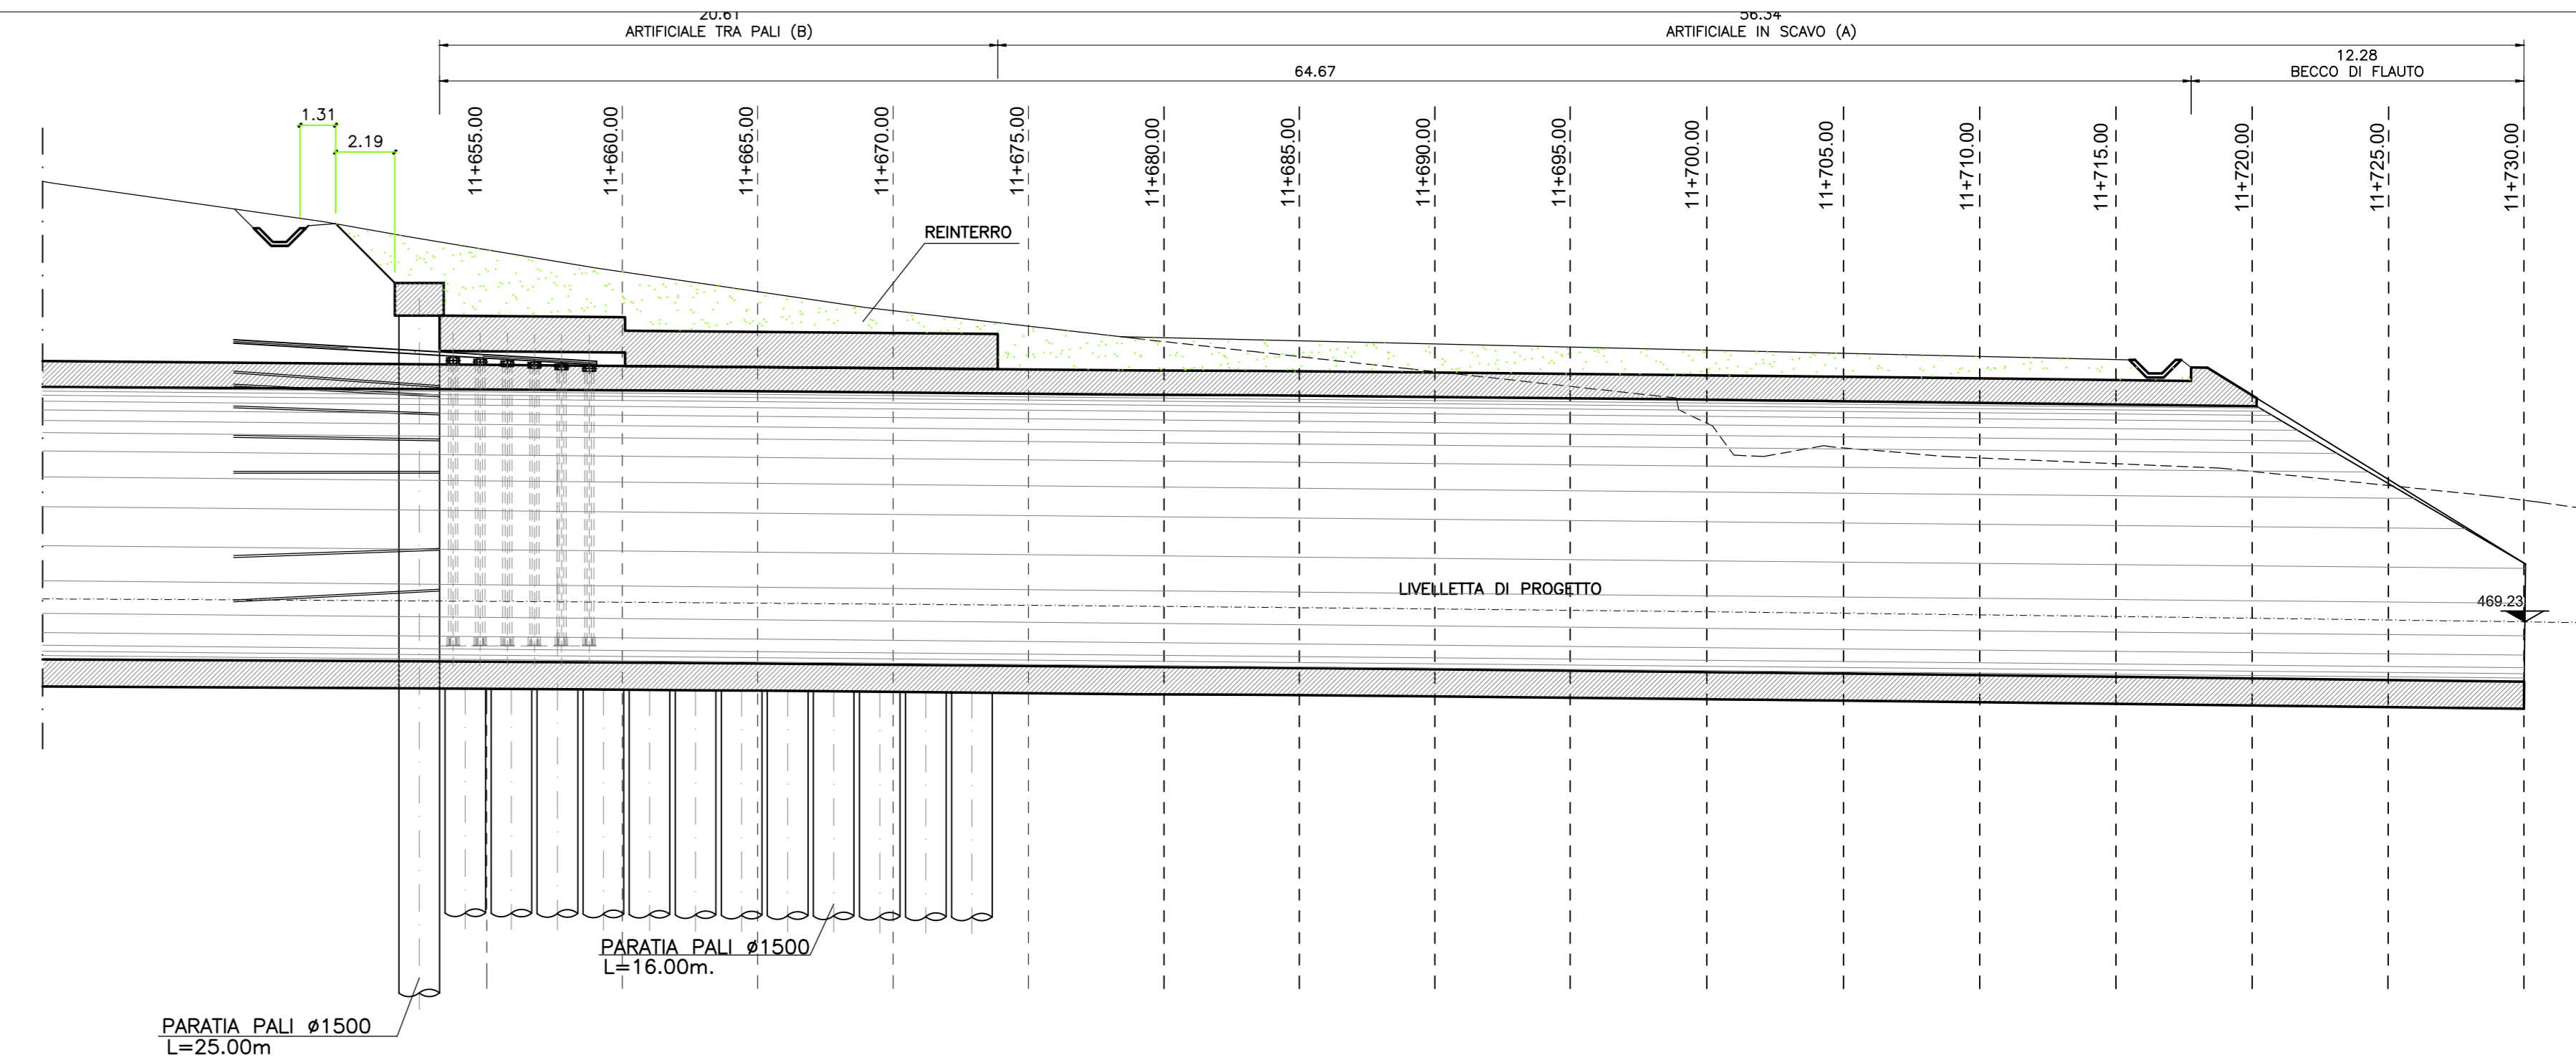 20.61
ARTIFICIALE TRA PALI (B)
56.34
ARTIFICIALE IN SCAVO (A)
64.67
12.28
BECCO DI FLAUTO
1.31
2.19
11+655.00
11+660.00
11+665.00
11+670.00
11+675.00
11+680.00
11+685.00
11+690.00
11+695.00
11+700.00
11+705.00
11+710.00
11+715.00
11+720.00
11+725.00
11+730.00
REINTERRO
LIVELLETTA DI PROGETTO
469.23
PARATIA PALI ø1500
L=16.00m.
PARATIA PALI ø1500
L=25.00m